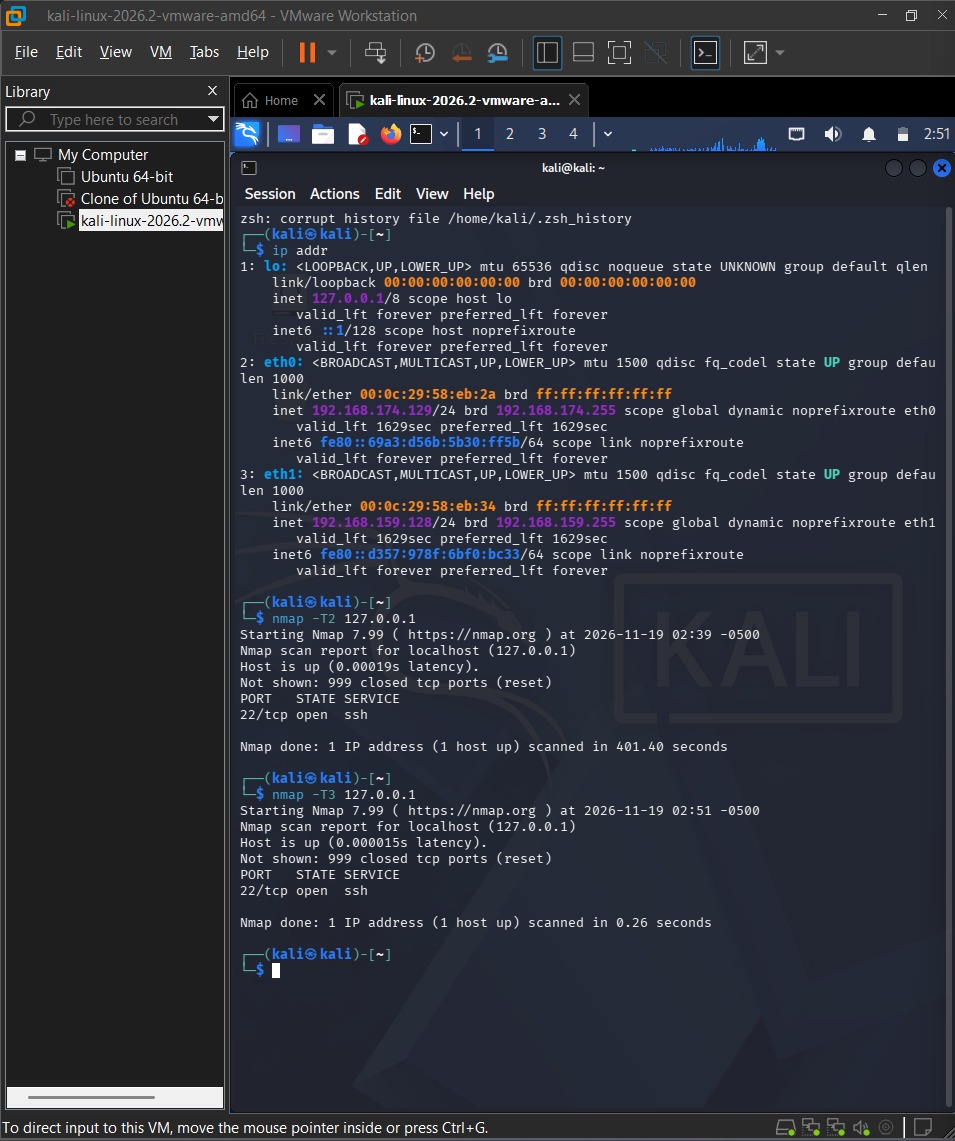 kali-linux-2026.2-vmware-amd64 - VMware Workstation
File Edit View VM Tabs Help
Library
Type here to search
My Computer
Ubuntu 64-bit
Clone of Ubuntu 64-b
kali-linux-2026.2-vmw
Home
kali-linux-2026.2-vmware-a...
1 2 3 4
2:51
kali@kali: ~
Session Actions Edit View Help
zsh: corrupt history file /home/kali/.zsh_history
┌──(kali㉿kali)-[~]
└─$ ip addr
1: lo: <LOOPBACK,UP,LOWER_UP> mtu 65536 qdisc noqueue state UNKNOWN group default qlen
link/loopback 00:00:00:00:00:00 brd 00:00:00:00:00:00
inet 127.0.0.1/8 scope host lo
valid_lft forever preferred_lft forever
inet6 ::1/128 scope host noprefixroute
valid_lft forever preferred_lft forever
2: eth0: <BROADCAST,MULTICAST,UP,LOWER_UP> mtu 1500 qdisc fq_codel state UP group defau
len 1000
link/ether 00:0c:29:58:eb:2a brd ff:ff:ff:ff:ff:ff
inet 192.168.174.129/24 brd 192.168.174.255 scope global dynamic noprefixroute eth0
valid_lft 1629sec preferred_lft 1629sec
inet6 fe80::69a3:d56b:5b30:ff5b/64 scope link noprefixroute
valid_lft forever preferred_lft forever
3: eth1: <BROADCAST,MULTICAST,UP,LOWER_UP> mtu 1500 qdisc fq_codel state UP group defau
len 1000
link/ether 00:0c:29:58:eb:34 brd ff:ff:ff:ff:ff:ff
inet 192.168.159.128/24 brd 192.168.159.255 scope global dynamic noprefixroute eth1
valid_lft 1629sec preferred_lft 1629sec
inet6 fe80::d357:978f:6bf0:bc33/64 scope link noprefixroute
valid_lft forever preferred_lft forever
┌──(kali㉿kali)-[~]
└─$ nmap -T2 127.0.0.1
Starting Nmap 7.99 ( https://nmap.org ) at 2026-11-19 02:39 -0500
Nmap scan report for localhost (127.0.0.1)
Host is up (0.00019s latency).
Not shown: 999 closed tcp ports (reset)
PORT STATE SERVICE
22/tcp open ssh
Nmap done: 1 IP address (1 host up) scanned in 401.40 seconds
┌──(kali㉿kali)-[~]
└─$ nmap -T3 127.0.0.1
Starting Nmap 7.99 ( https://nmap.org ) at 2026-11-19 02:51 -0500
Nmap scan report for localhost (127.0.0.1)
Host is up (0.000015s latency).
Not shown: 999 closed tcp ports (reset)
PORT STATE SERVICE
22/tcp open ssh
Nmap done: 1 IP address (1 host up) scanned in 0.26 seconds
┌──(kali㉿kali)-[~]
└─$
KALI
To direct input to this VM, move the mouse pointer inside or press Ctrl+G.